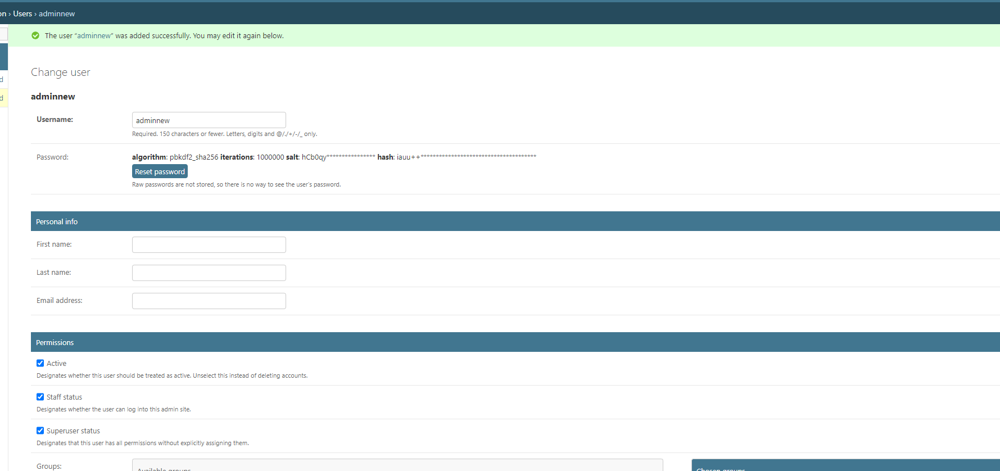 on › Users › adminnew
The user “adminnew” was added successfully. You may edit it again below.
d
d
Change user
adminnew
Username:
adminnew
Required. 150 characters or fewer. Letters, digits and @/./+/-/_ only.
Password:
algorithm: pbkdf2_sha256 iterations: 1000000 salt: hCb0qy**************** hash: iauu++**************************************
Reset password
Raw passwords are not stored, so there is no way to see the user's password.
Personal info
First name:
Last name:
Email address:
Permissions
Active
Designates whether this user should be treated as active. Unselect this instead of deleting accounts.
Staff status
Designates whether the user can log into this admin site.
Superuser status
Designates that this user has all permissions without explicitly assigning them.
Groups:
Available groups
Chosen groups